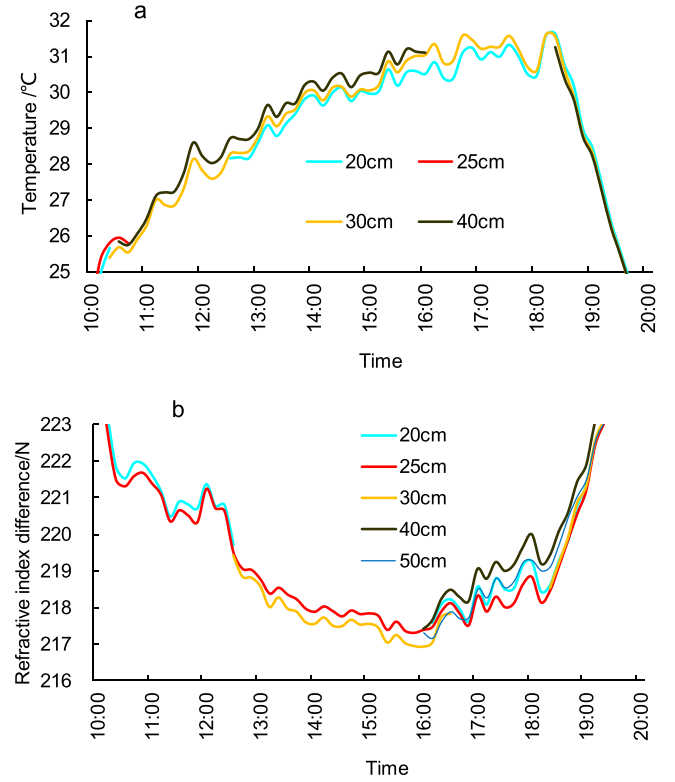 a
Temperature /℃
32
31
30
29
28
27
26
25
20cm
25cm
30cm
40cm
10:00
11:00
12:00
13:00
14:00
15:00
16:00
17:00
18:00
19:00
20:00
Time
b
Refractive index difference/N
223
222
221
220
219
218
217
216
20cm
25cm
30cm
40cm
50cm
10:00
11:00
12:00
13:00
14:00
15:00
16:00
17:00
18:00
19:00
20:00
Time